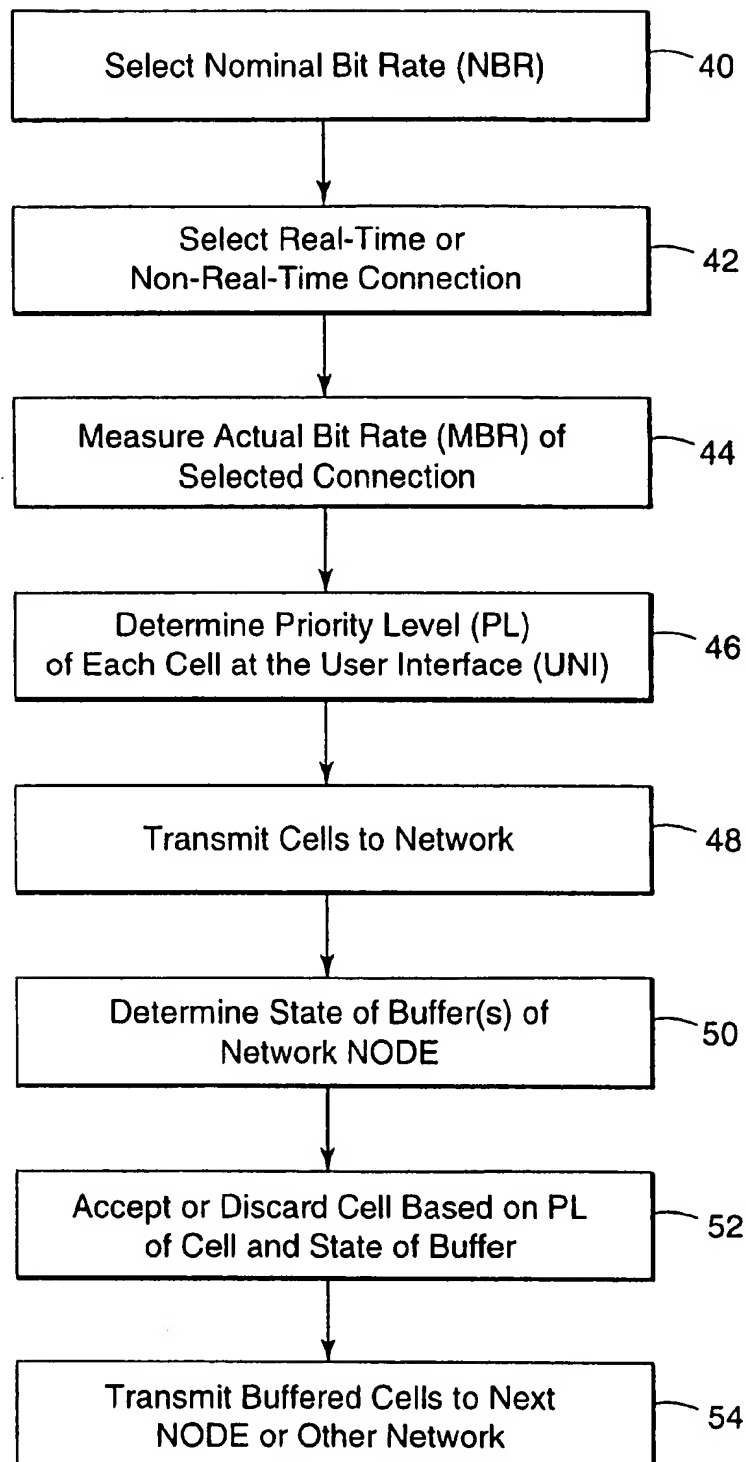 Select Nominal Bit Rate (NBR)
40
Select Real-Time or
Non-Real-Time Connection
42
Measure Actual Bit Rate (MBR) of
Selected Connection
44
Determine Priority Level (PL)
of Each Cell at the User Interface (UNI)
46
Transmit Cells to Network
48
Determine State of Buffer(s) of
Network NODE
50
Accept or Discard Cell Based on PL
of Cell and State of Buffer
52
Transmit Buffered Cells to Next
NODE or Other Network
54